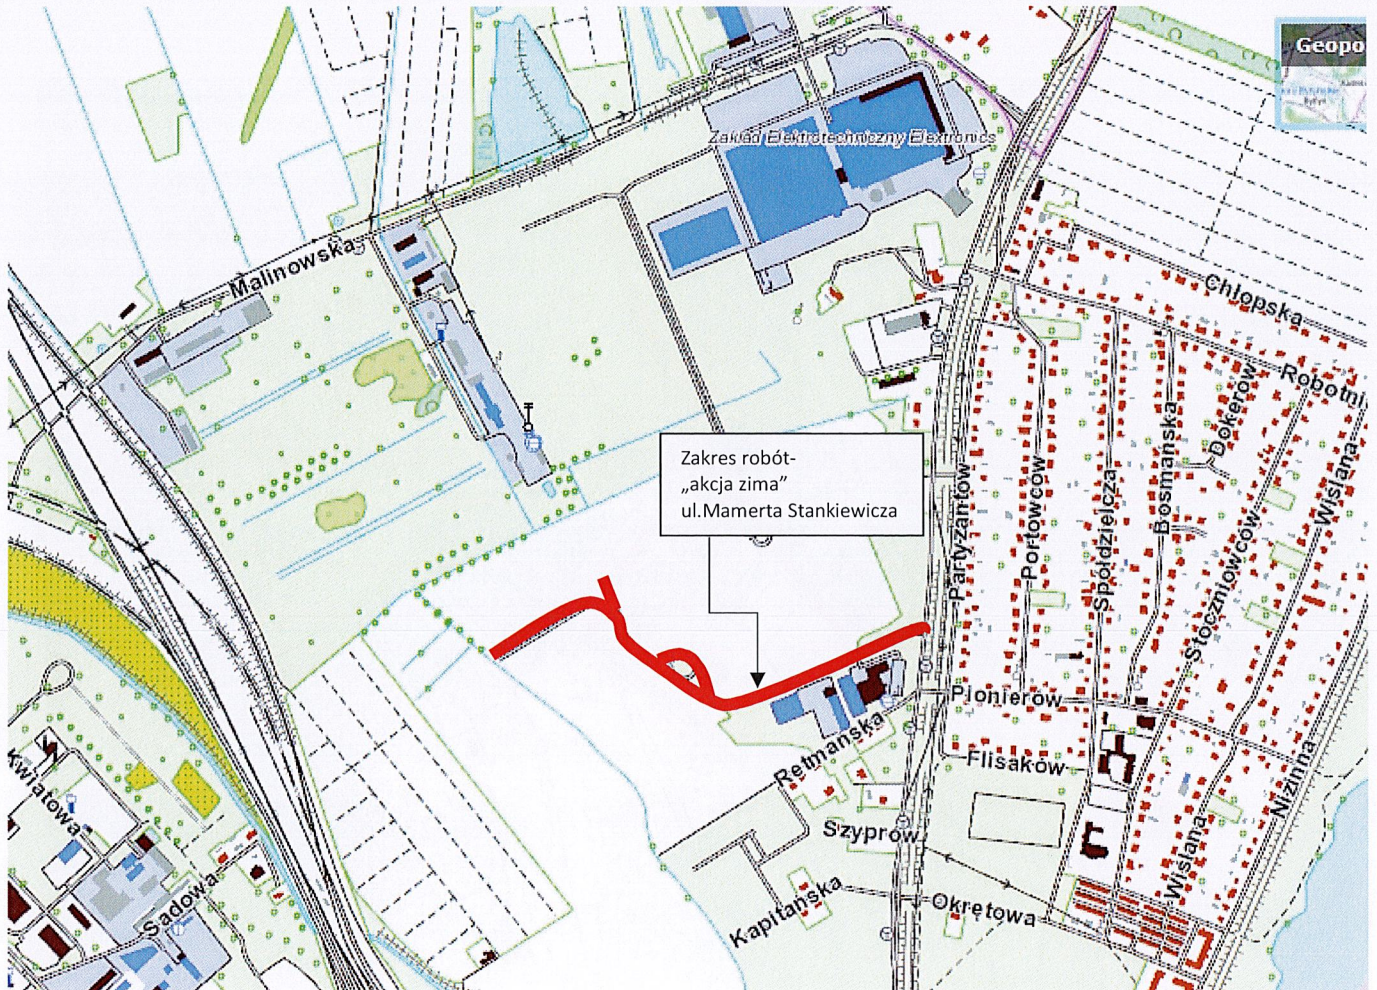 Geopo
Zakład Elektrotechniczny Elextronics
Malinowska
Chłopska
Robotni
Dokerów
Bosmańska
Wiślana
Partyzantów
Portowców
Spółdzielcza
Stoczniowców
Zakres robót-
„akcja zima”
ul.Mamerta Stankiewicza
Pionierów
Retmańska
Flisaków
Nizinna
Szyprów
Wiślana
Kapitańska
Okrętowa
Kwiatowa
Sadowa